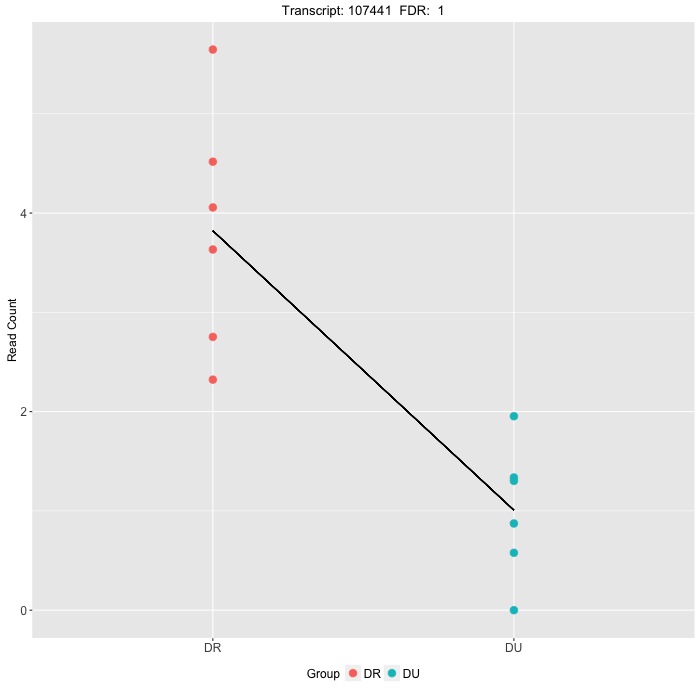 Transcript: 107441  FDR:  1
Read Count
4
2
0
DR DU
Group DR DU